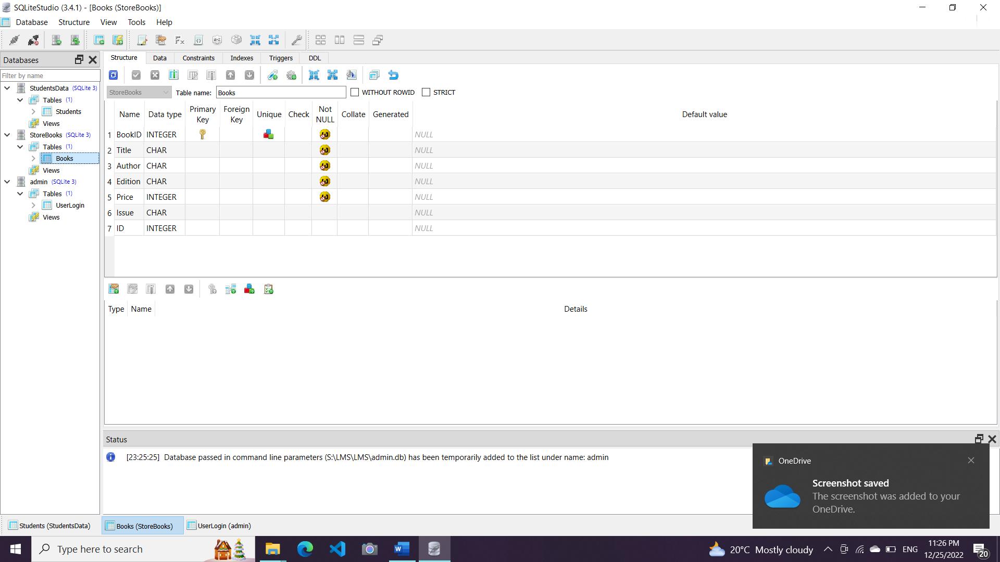 SQLiteStudio (3.4.1) - [Books (StoreBooks)]
Database Structure View Tools Help
Databases
Filter by name
StudentsData (SQLite 3)
Tables (1)
Students
Views
StoreBooks (SQLite 3)
Tables (1)
Books
Views
admin (SQLite 3)
Tables (1)
UserLogin
Views
Structure Data Constraints Indexes Triggers DDL
StoreBooks Table name: Books WITHOUT ROWID STRICT
Name Data type Primary Key Foreign Key Unique Check Not NULL Collate Generated Default value
1 BookID INTEGER NULL
2 Title CHAR NULL
3 Author CHAR NULL
4 Edition CHAR NULL
5 Price INTEGER NULL
6 Issue CHAR NULL
7 ID INTEGER NULL
Type Name Details
Status
[23:25:25] Database passed in command line parameters (S:\LMS\LMS\admin.db) has been temporarily added to the list under name: admin
OneDrive
Screenshot saved
The screenshot was added to your
OneDrive.
Students (StudentsData) Books (StoreBooks) UserLogin (admin)
Type here to search
20°C Mostly cloudy
ENG
11:26 PM
12/25/2022
20